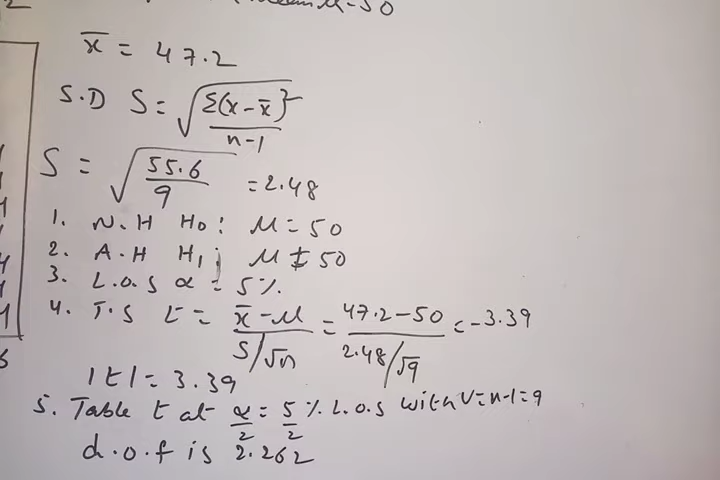 μ=50
x̄ = 47.2
S.D S = √(Σ(x-x̄)²/n-1)
S = √(55.6/9) = 2.48
1. N.H H₀: μ = 50
2. A.H H₁: μ ≠ 50
3. L.O.S α = 5%.
4. T.S t = x̄-μ/(S/√n) = 47.2-50/(2.48/√9) = -3.39
|t| = 3.39
5. Table t at α/2 = 5/2 % L.O.S with ν=n-1=9
d.o.f is 2.262